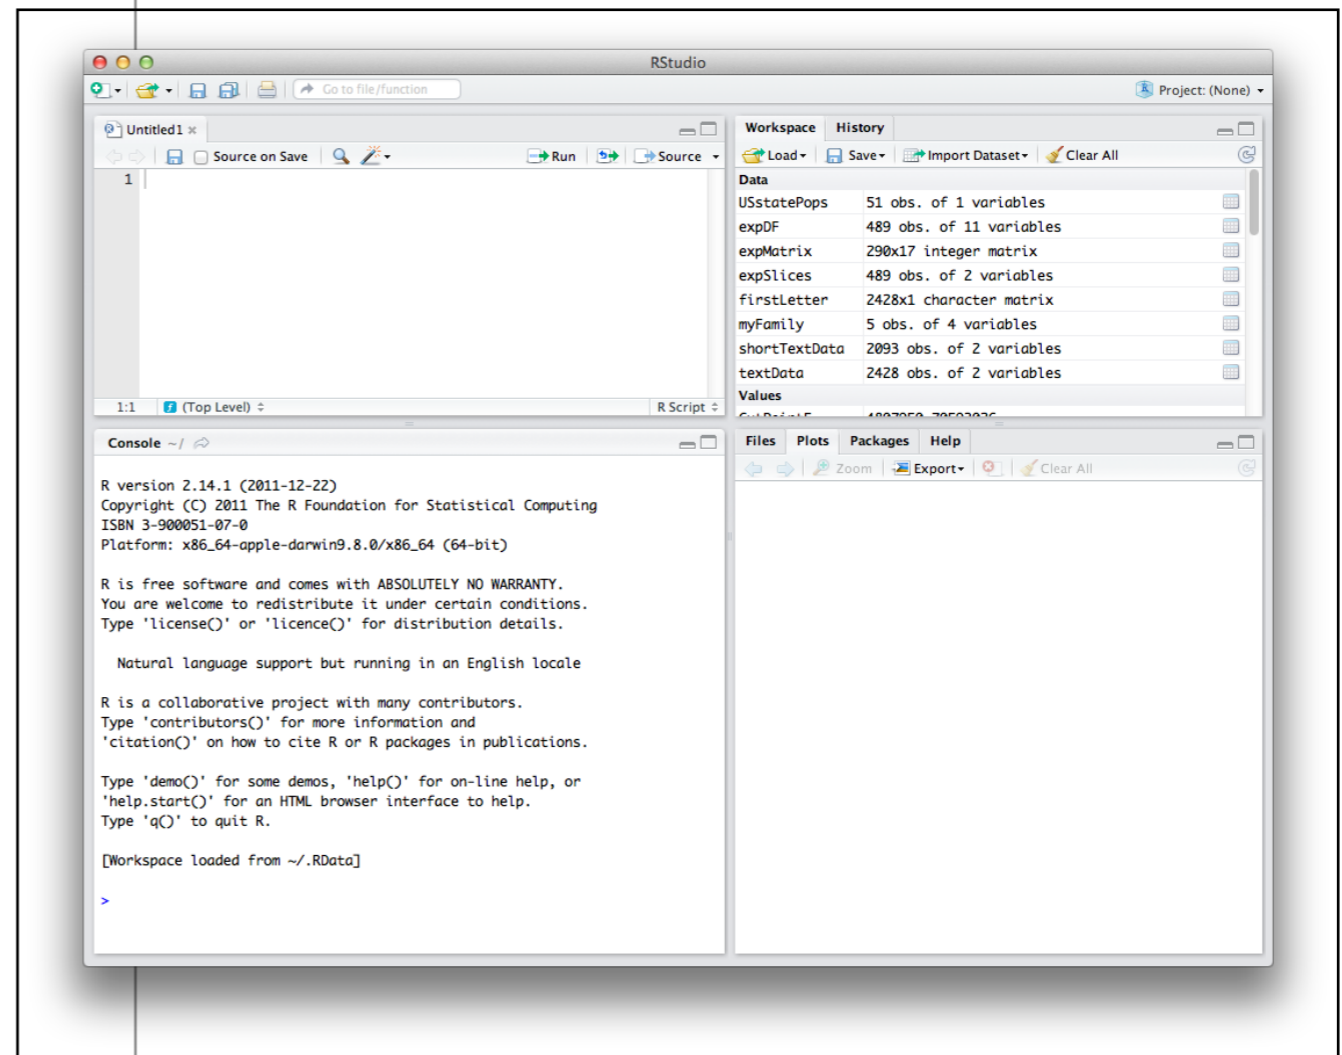 RStudio
Go to file/function
Project: (None)
Untitled1
Source on Save
Run
Source
1
1:1
(Top Level)
R Script
Workspace History
Load
Save
Import Dataset
Clear All
Data
USstatePops 51 obs. of 1 variables
expDF 489 obs. of 11 variables
expMatrix 290x17 integer matrix
expSlices 489 obs. of 2 variables
firstLetter 2428x1 character matrix
myFamily 5 obs. of 4 variables
shortTextData 2093 obs. of 2 variables
textData 2428 obs. of 2 variables
Values
Console ~/
R version 2.14.1 (2011-12-22)
Copyright (C) 2011 The R Foundation for Statistical Computing
ISBN 3-900051-07-0
Platform: x86_64-apple-darwin9.8.0/x86_64 (64-bit)
R is free software and comes with ABSOLUTELY NO WARRANTY.
You are welcome to redistribute it under certain conditions.
Type 'license()' or 'licence()' for distribution details.
Natural language support but running in an English locale
R is a collaborative project with many contributors.
Type 'contributors()' for more information and
'citation()' on how to cite R or R packages in publications.
Type 'demo()' for some demos, 'help()' for on-line help, or
'help.start()' for an HTML browser interface to help.
Type 'q()' to quit R.
[Workspace loaded from ~/.RData]
>
Files Plots Packages Help
Zoom
Export
Clear All